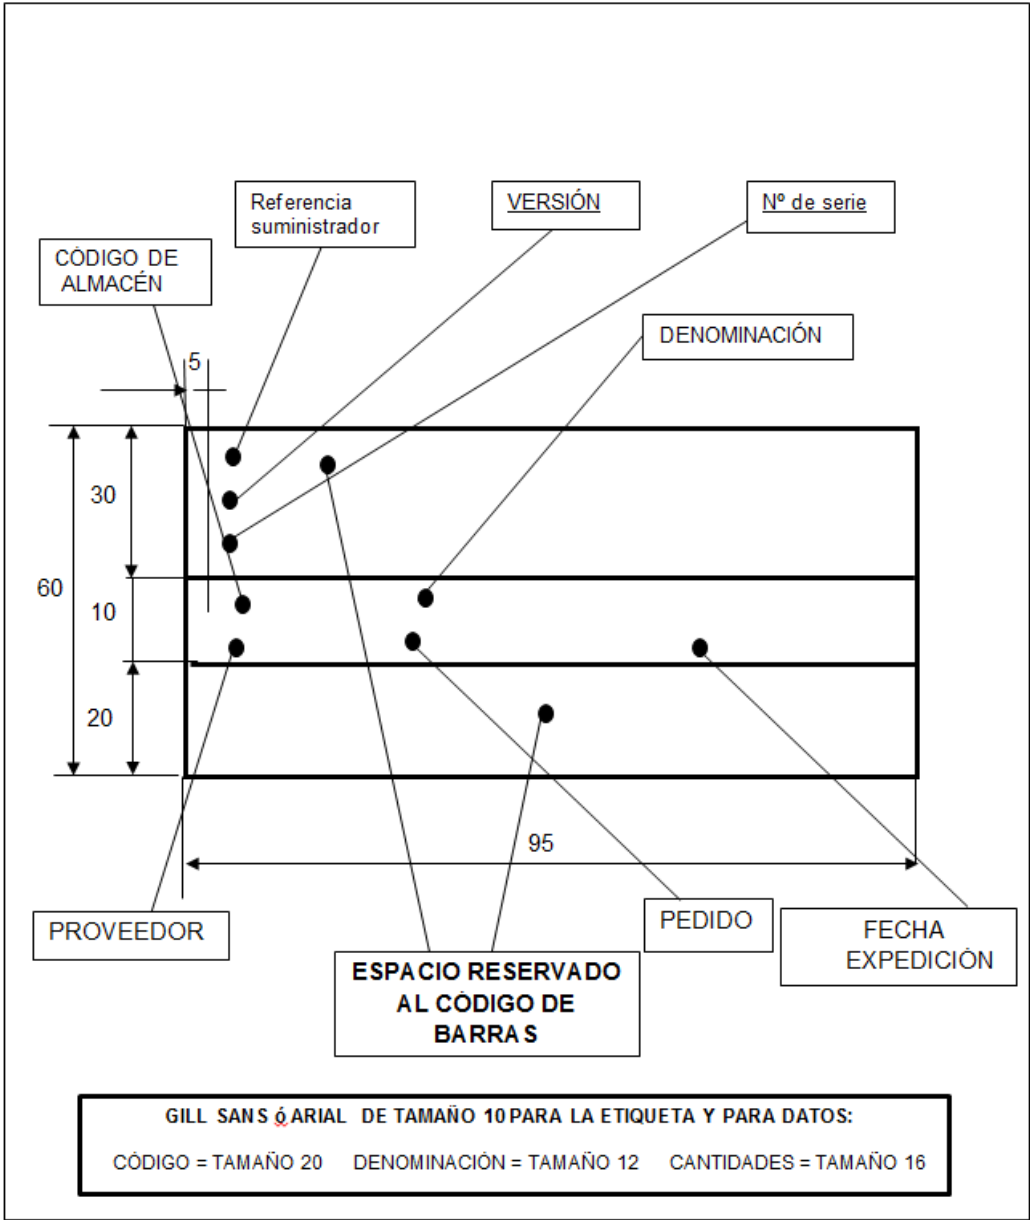 Referencia
suministrador
VERSIÓN
Nº de serie
CÓDIGO DE
ALMACÉN
DENOMINACIÓN
5
30
60
10
20
95
PROVEEDOR
PEDIDO
FECHA
EXPEDICIÓN
ESPACIO RESERVADO
AL CÓDIGO DE
BARRAS
GILL SANS ó ARIAL DE TAMAÑO 10 PARA LA ETIQUETA Y PARA DATOS:
CÓDIGO = TAMAÑO 20 DENOMINACIÓN = TAMAÑO 12 CANTIDADES = TAMAÑO 16